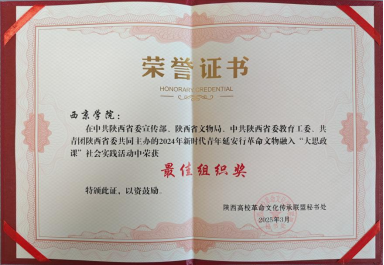 荣誉证书
HONORARY CREDENTIAL
西京学院：
在中共陕西省委宣传部、陕西省文物局、中共陕西省委教育工委、共
青团陕西省委共同主办的2024年新时代青年延安行革命文物融入“大思政
课”社会实践活动中荣获
最佳组织奖
特颁此证，以资鼓励。
陕西高校革命文化传承联盟秘书处
2025年3月